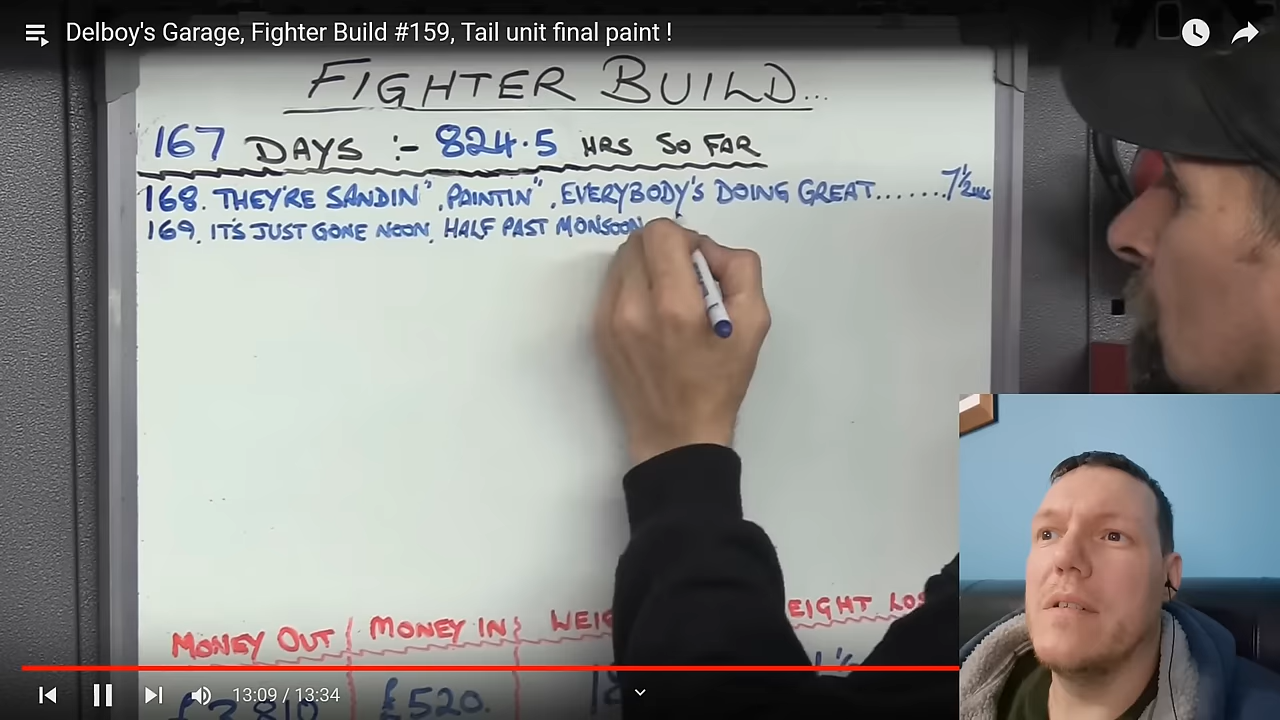 Delboy's Garage, Fighter Build #159, Tail unit final paint !
FIGHTER BUILD...
167 DAYS :- 824.5 HRS SO FAR
168. THEY'RE SANDIN', PAINTIN", EVERYBODY'S DOING GREAT....... 7½HRS
169. IT'S JUST GONE NOON, HALF PAST MONSOON
MONEY OUT MONEY IN
£3,810 £520.
13:09 / 13:34